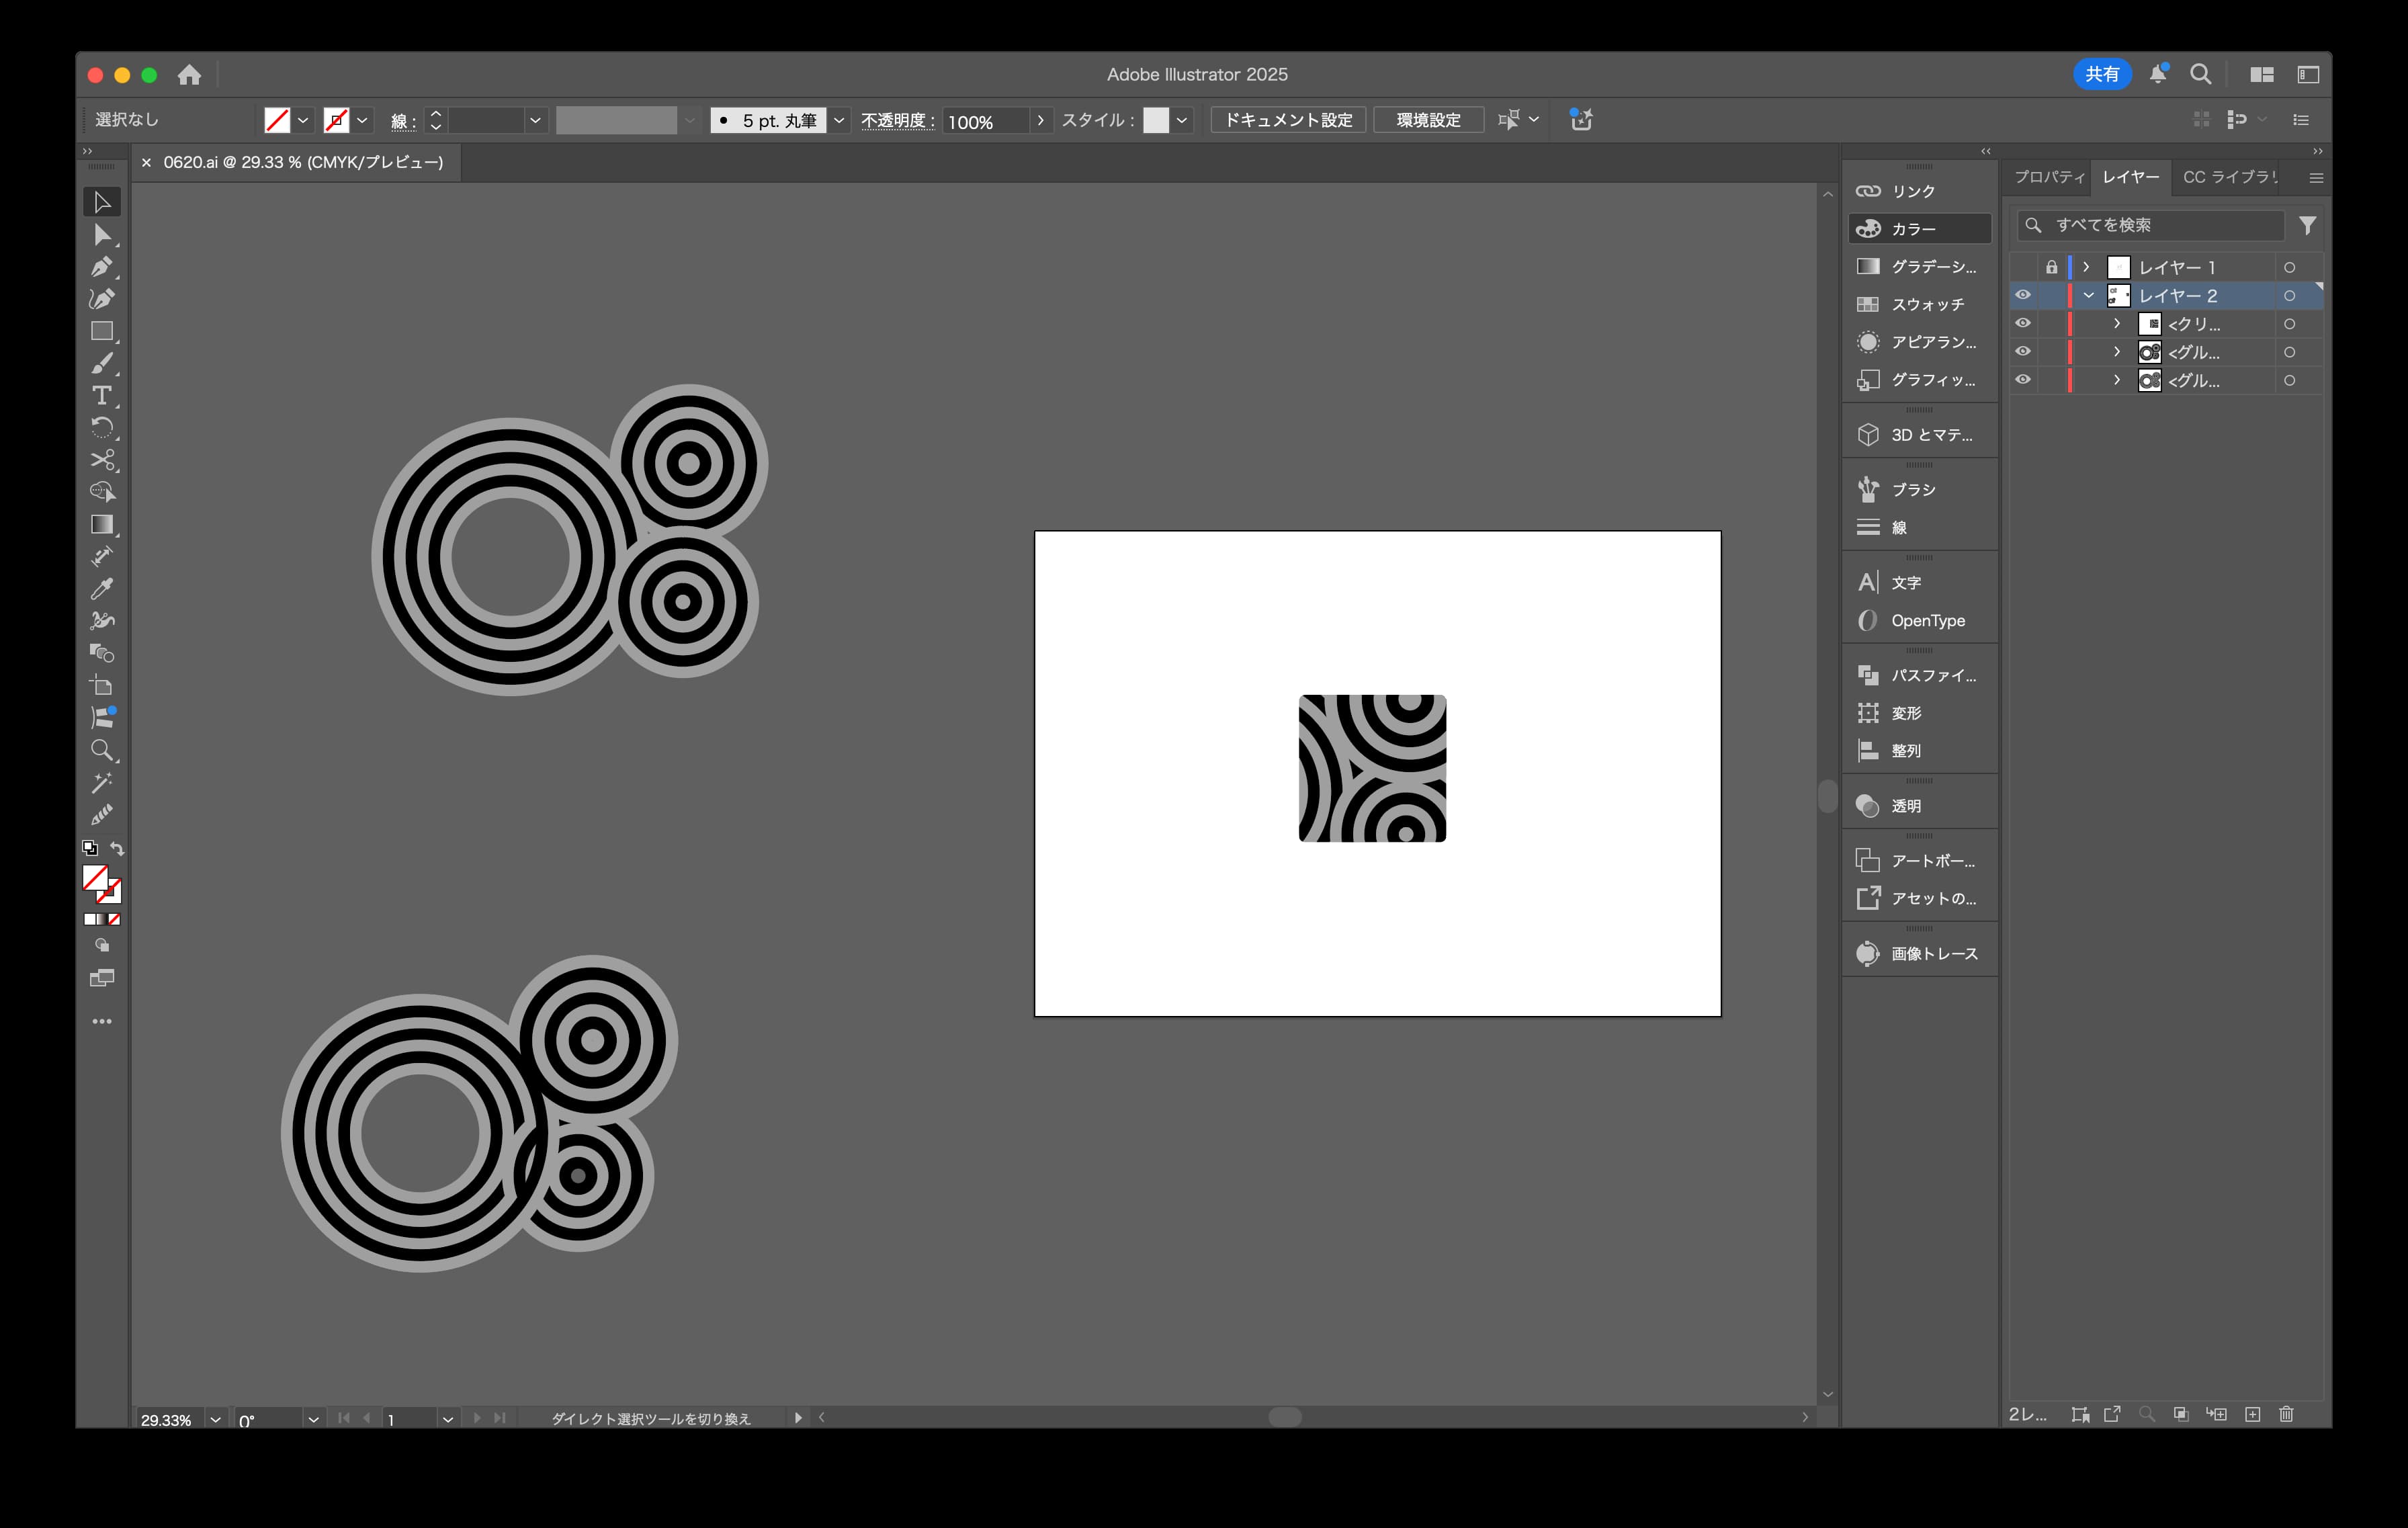 Adobe Illustrator 2025
共有
選択なし
線 :
5 pt. 丸筆
不透明度 :
100%
スタイル :
ドキュメント設定
環境設定
× 0620.ai @ 29.33 % (CMYK/プレビュー)
リンク
カラー
グラデーシ...
スウォッチ
アピアラン...
グラフィッ...
3D とマテ...
ブラシ
線
文字
OpenType
パスファイ...
変形
整列
透明
アートボー...
アセットの...
画像トレース
プロパティ
レイヤー
CC ライブラリ
すべてを検索
レイヤー 1
レイヤー 2
<クリ...
<グル...
<グル...
29.33%
0°
1
ダイレクト選択ツールを切り換え
2レ...